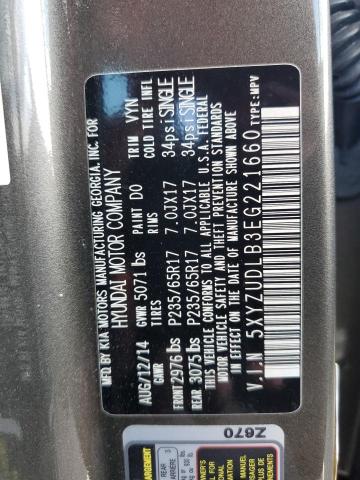 MFD BY KIA MOTORS MANUFACTURING GEORGIA, INC. FOR
HYUNDAI MOTOR COMPANY
AUG/12/14 GVWR 5071 lbs PAINT D0 TRIM VYN
GAWR TIRES RIMS COLD TIRE INFL
FRONT 2976 lbs P235/65R17 7.0JX17 34psi SINGLE
REAR 3075 lbs P235/65R17 7.0JX17 34psi SINGLE
THIS VEHICLE CONFORMS TO ALL APPLICABLE U.S.A. FEDERAL
MOTOR VEHICLE SAFETY AND THEFT PREVENTION STANDARDS
IN EFFECT ON THE DATE OF MANUFACTURE SHOWN ABOVE.
V.I.N 5XYZUDLB3EG221660 TYPE:MPV
Z670